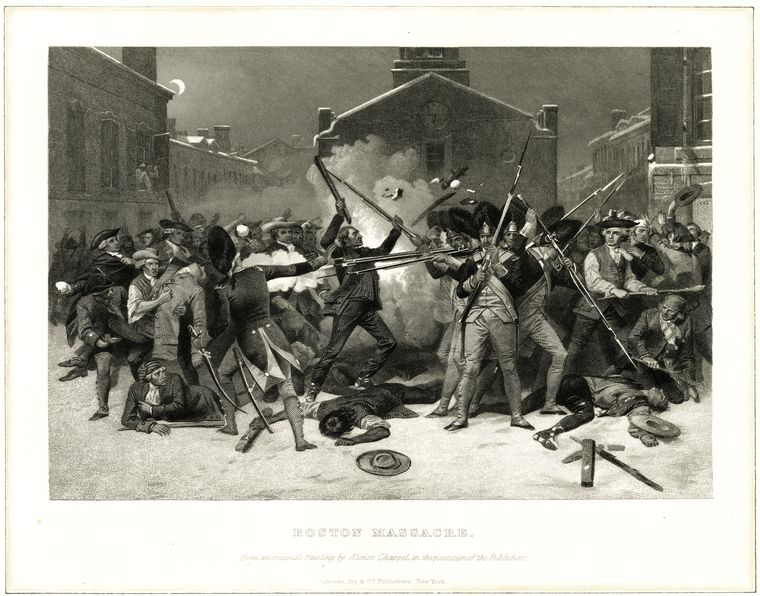 BOSTON MASSACRE.
From an original Painting by Alonzo Chappel, in the possession of the Publishers.
Johnson, Fry & Co. Publishers, New York